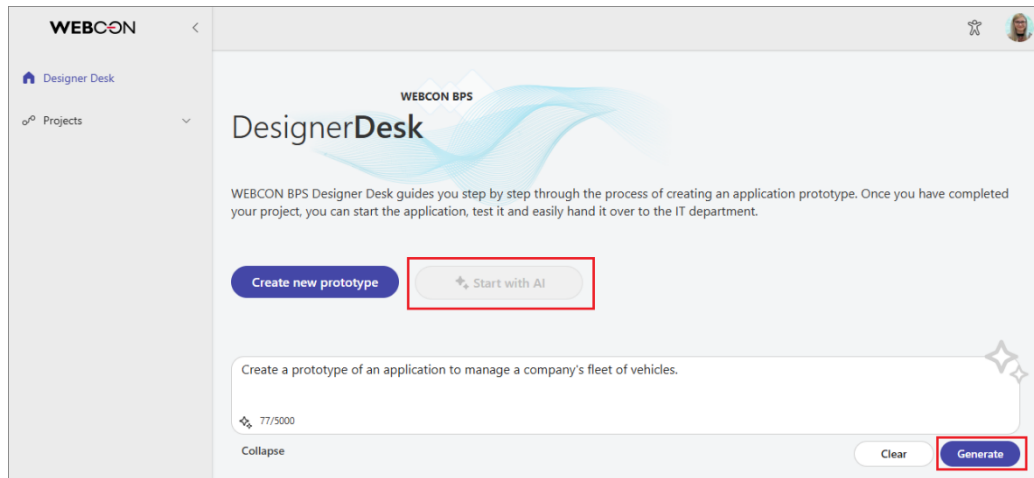 WEBCON
Designer Desk
Projects
WEBCON BPS
DesignerDesk
WEBCON BPS Designer Desk guides you step by step through the process of creating an application prototype. Once you have completed
your project, you can start the application, test it and easily hand it over to the IT department.
Create new prototype
Start with AI
Create a prototype of an application to manage a company's fleet of vehicles.
77/5000
Collapse
Clear
Generate